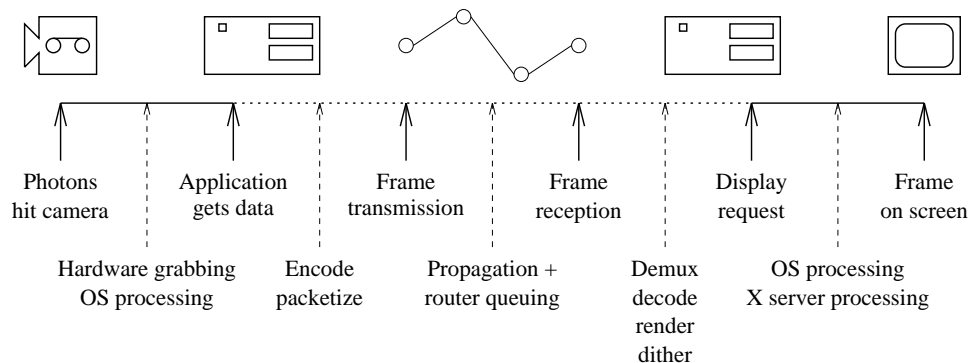 Photons
hit camera
Application
gets data
Frame
transmission
Frame
reception
Display
request
Frame
on screen
Hardware grabbing
OS processing
Encode
packetize
Propagation +
router queuing
Demux
decode
render
dither
OS processing
X server processing